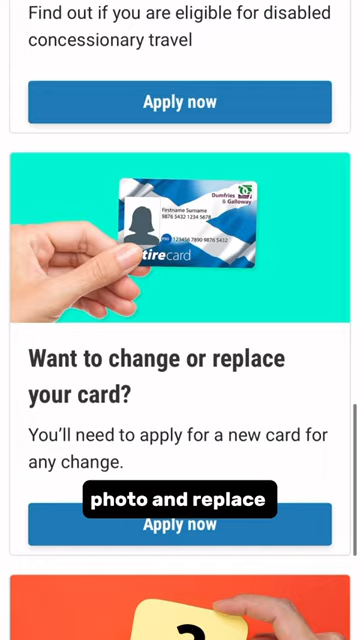 Find out if you are eligible for disabled
concessionary travel
Apply now
Dumfries
& Galloway
Firstname Surname
9876 5432 1234 5678
123456 7890 9876 5432
tirecard
Want to change or replace
your card?
You'll need to apply for a new card for
any change.
photo and replace
Apply now
?